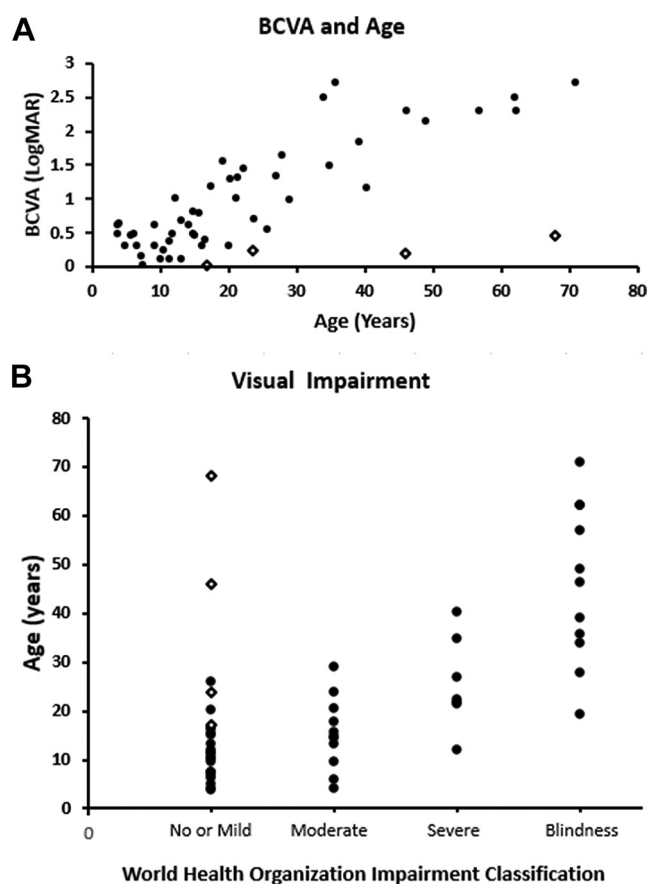 A
BCVA and Age
BCVA (LogMAR)
3
2.5
2
1.5
1
0.5
0
0 10 20 30 40 50 60 70 80
Age (Years)
B
Visual Impairment
Age (years)
80
70
60
50
40
30
20
10
0
0 No or Mild Moderate Severe Blindness
World Health Organization Impairment Classification